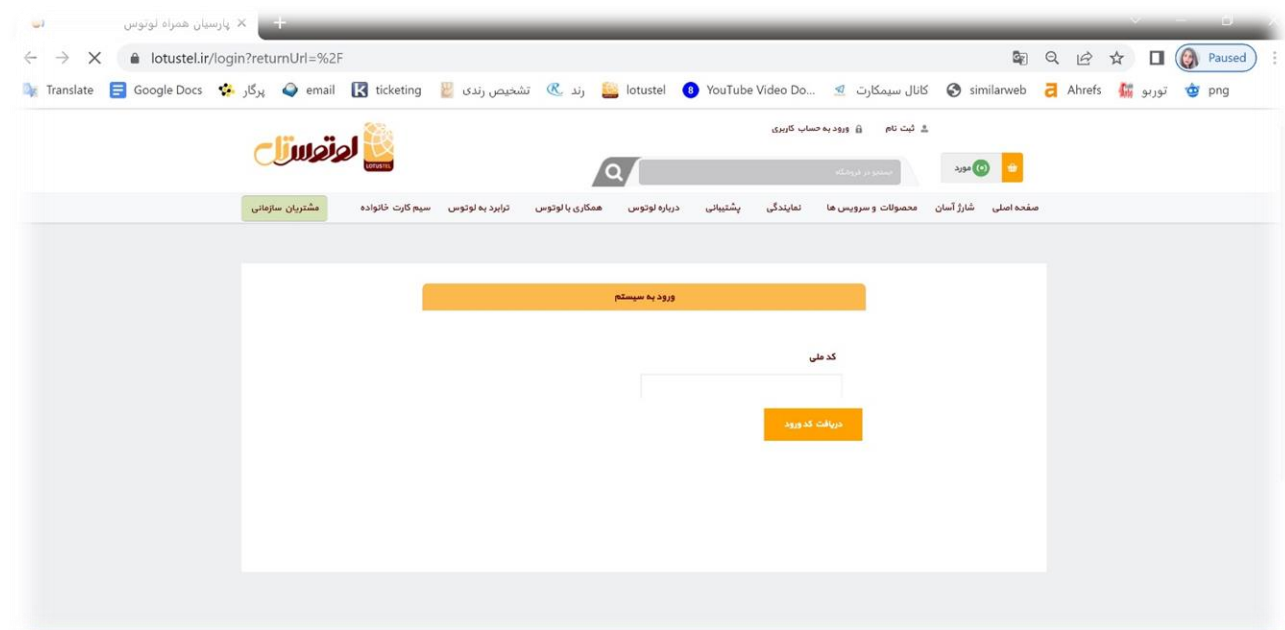 پارسیان همراه لوتوس
lotustel.ir/login?returnUrl=%2F
Paused
Translate Google Docs پرگار email ticketing تشخیص رندی رند lotustel YouTube Video Do... کانال سیمکارت similarweb Ahrefs توربو png
ثبت نام ورود به حساب کاربری
لوتوستل
LOTUSTEL
جستجو در فروشگاه
(۰) مورد
صفحه اصلی شارژ آسان محصولات و سرویس ها نمایندگی پشتیبانی درباره لوتوس همکاری با لوتوس ترابرد به لوتوس سیم کارت خانواده مشتریان سازمانی
ورود به سیستم
کد ملی
دریافت کد ورود